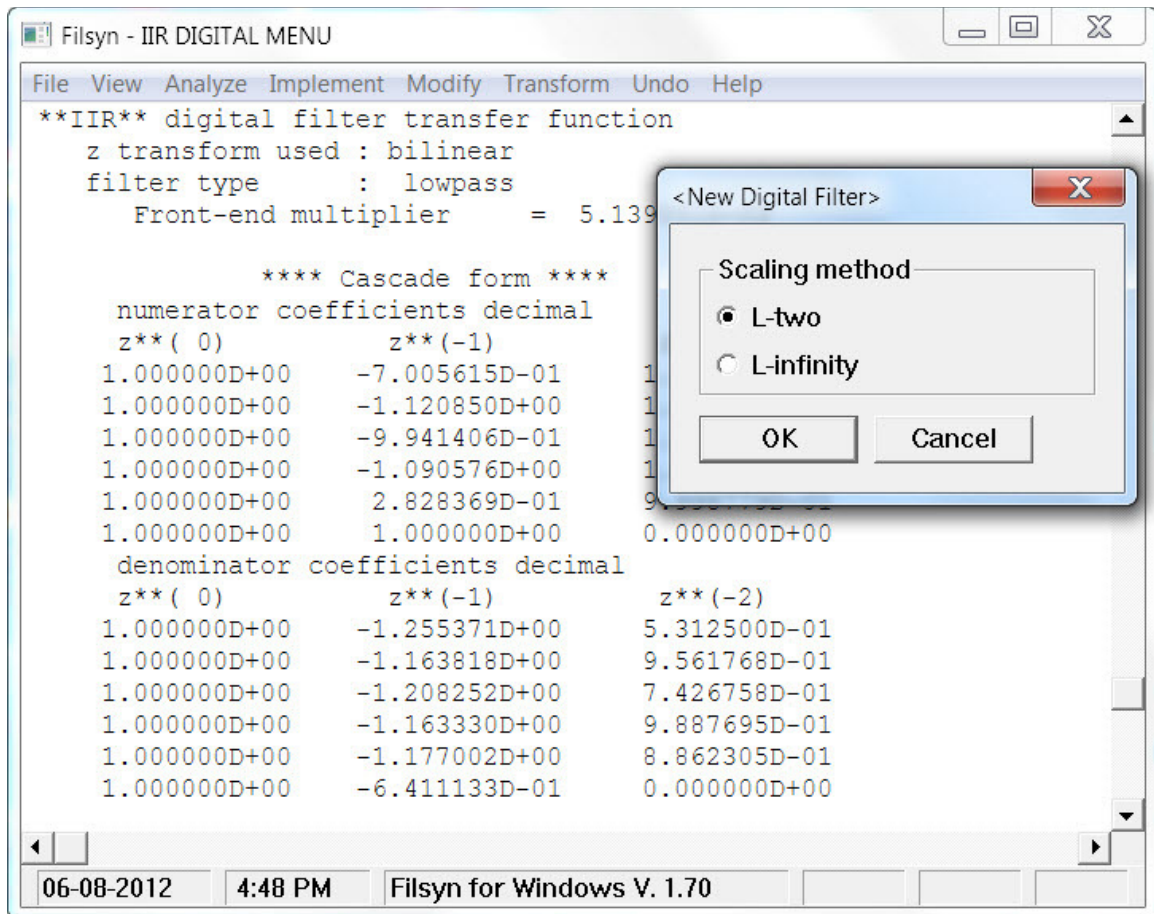 Filsyn - IIR DIGITAL MENU
File View Analyze Implement Modify Transform Undo Help
**IIR** digital filter transfer function
z transform used : bilinear
filter type : lowpass
Front-end multiplier = 5.139
<New Digital Filter>
Scaling method
L-two
L-infinity
OK Cancel
**** Cascade form ****
numerator coefficients decimal
z**( 0) z**(-1)
1.000000D+00 -7.005615D-01 1
1.000000D+00 -1.120850D+00 1
1.000000D+00 -9.941406D-01 1
1.000000D+00 -1.090576D+00 1
1.000000D+00 2.828369D-01
1.000000D+00 1.000000D+00 0.000000D+00
denominator coefficients decimal
z**( 0) z**(-1) z**(-2)
1.000000D+00 -1.255371D+00 5.312500D-01
1.000000D+00 -1.163818D+00 9.561768D-01
1.000000D+00 -1.208252D+00 7.426758D-01
1.000000D+00 -1.163330D+00 9.887695D-01
1.000000D+00 -1.177002D+00 8.862305D-01
1.000000D+00 -6.411133D-01 0.000000D+00
06-08-2012 4:48 PM Filsyn for Windows V. 1.70